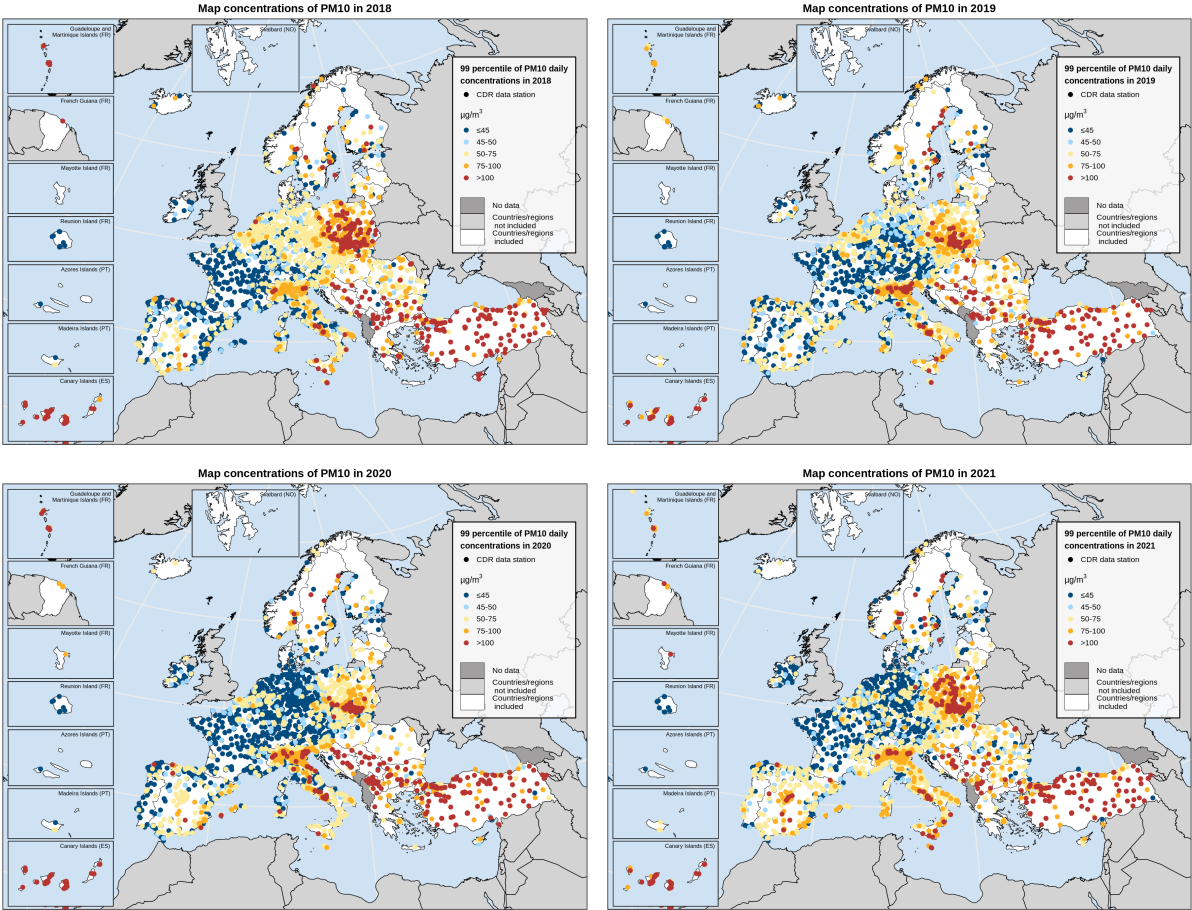 Map concentrations of PM10 in 2018
Guadeloupe and
Martinique Islands (FR)
Svalbard (NO)
French Guiana (FR)
Mayotte Island (FR)
Reunion Island (FR)
Azores Islands (PT)
Madeira Islands (PT)
Canary Islands (ES)
99 percentile of PM10 daily
concentrations in 2018
CDR data station
µg/m3
≤45
45-50
50-75
75-100
>100
No data
Countries/regions
not included
Countries/regions
included
Map concentrations of PM10 in 2019
Guadeloupe and
Martinique Islands (FR)
Svalbard (NO)
French Guiana (FR)
Mayotte Island (FR)
Reunion Island (FR)
Azores Islands (PT)
Madeira Islands (PT)
Canary Islands (ES)
99 percentile of PM10 daily
concentrations in 2019
CDR data station
µg/m3
≤45
45-50
50-75
75-100
>100
No data
Countries/regions
not included
Countries/regions
included
Map concentrations of PM10 in 2020
Guadeloupe and
Martinique Islands (FR)
Svalbard (NO)
French Guiana (FR)
Mayotte Island (FR)
Reunion Island (FR)
Azores Islands (PT)
Madeira Islands (PT)
Canary Islands (ES)
99 percentile of PM10 daily
concentrations in 2020
CDR data station
µg/m3
≤45
45-50
50-75
75-100
>100
No data
Countries/regions
not included
Countries/regions
included
Map concentrations of PM10 in 2021
Guadeloupe and
Martinique Islands (FR)
Svalbard (NO)
French Guiana (FR)
Mayotte Island (FR)
Reunion Island (FR)
Azores Islands (PT)
Madeira Islands (PT)
Canary Islands (ES)
99 percentile of PM10 daily
concentrations in 2021
CDR data station
µg/m3
≤45
45-50
50-75
75-100
>100
No data
Countries/regions
not included
Countries/regions
included